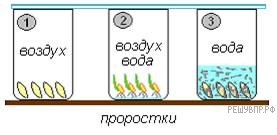 1
воздух
2
воздух
вода
3
вода
проростки
РЕШУВПР.РФ